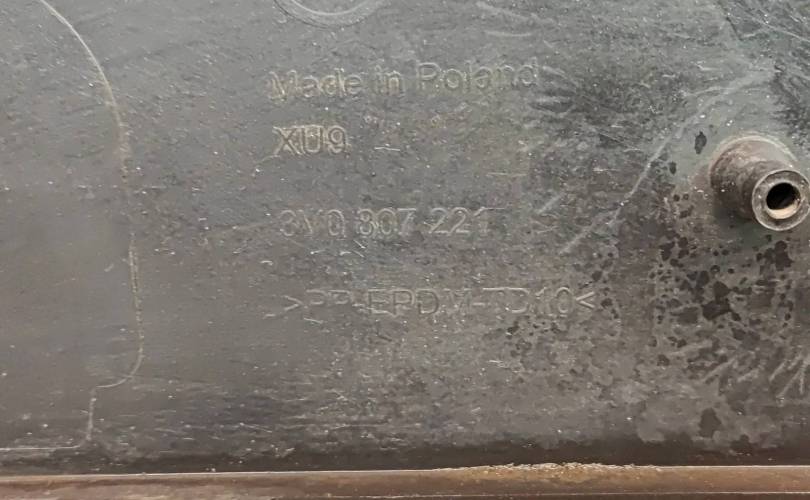 Made in Poland
XU9
3V0 807 221
>PP-EPDM-TD10<